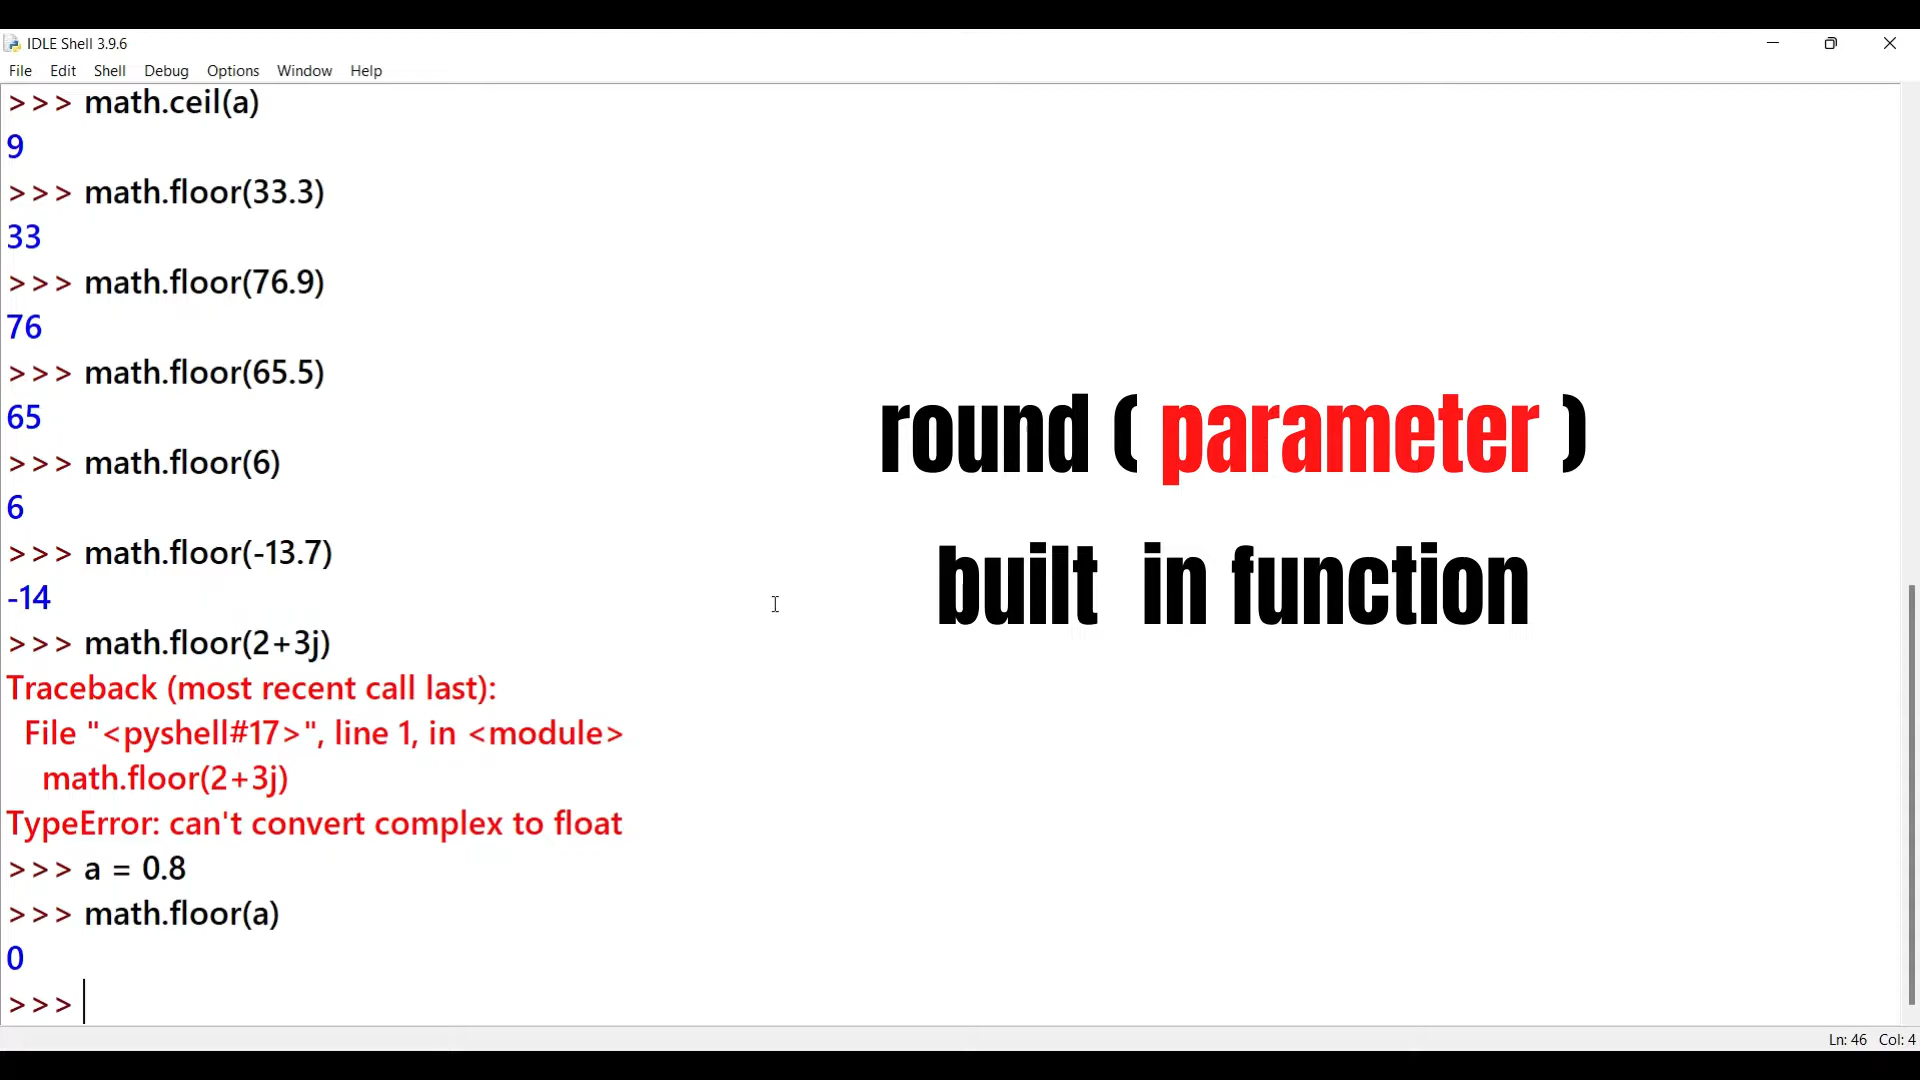 IDLE Shell 3.9.6
File Edit Shell Debug Options Window Help
>>> math.ceil(a)
9
>>> math.floor(33.3)
33
>>> math.floor(76.9)
76
>>> math.floor(65.5)
65
>>> math.floor(6)
6
>>> math.floor(-13.7)
-14
>>> math.floor(2+3j)
Traceback (most recent call last):
  File "<pyshell#17>", line 1, in <module>
    math.floor(2+3j)
TypeError: can't convert complex to float
>>> a = 0.8
>>> math.floor(a)
0
>>>
round ( parameter )
built in function
Ln: 46 Col: 4